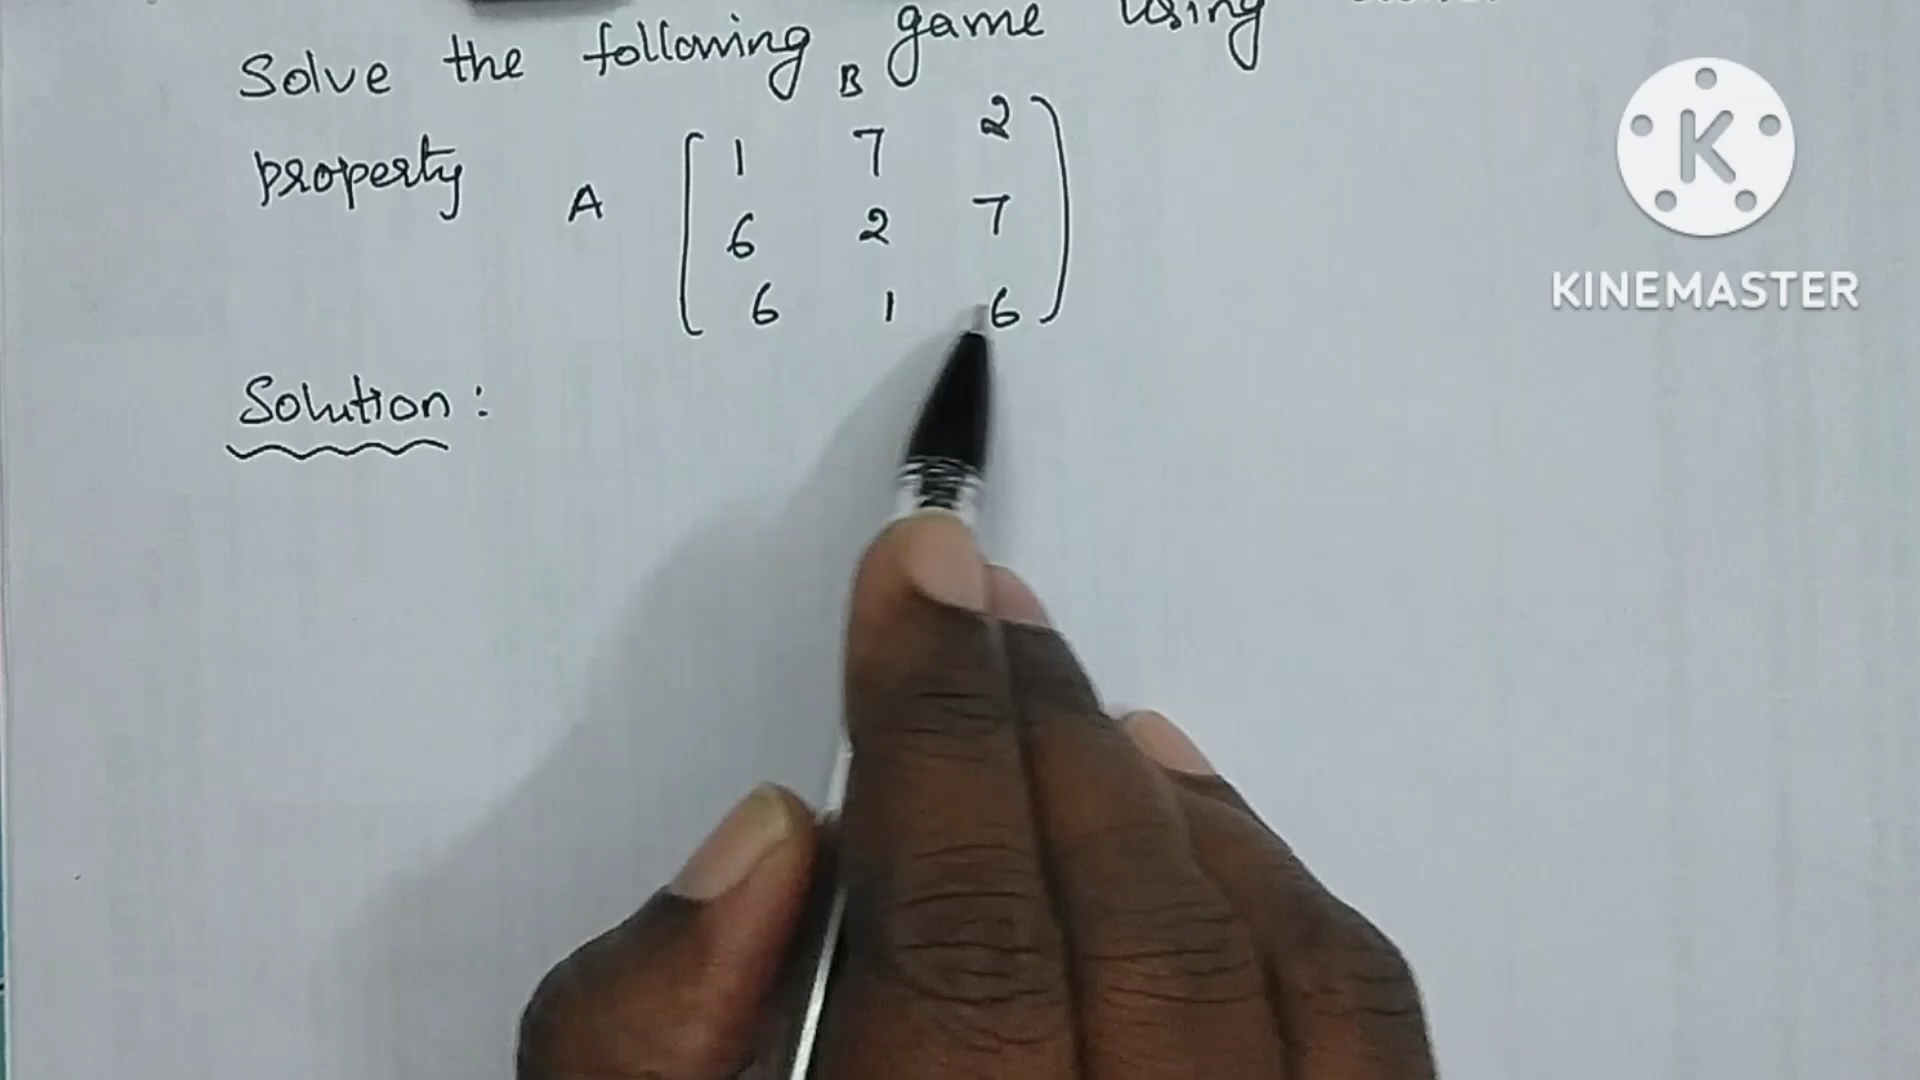 Solve the following game using
B
property A
1 7 2
6 2 7
6 1 6
Solution :
K
KINEMASTER